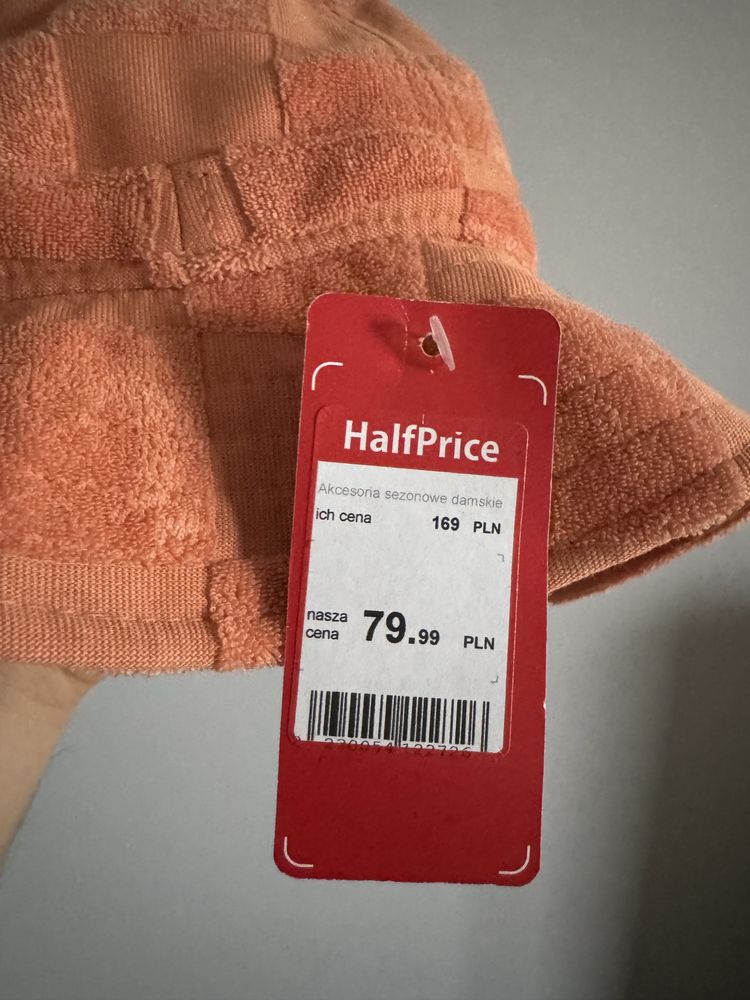 HalfPrice
Akcesoria sezonowe damskie
ich cena 169 PLN
nasza
cena 79.99 PLN